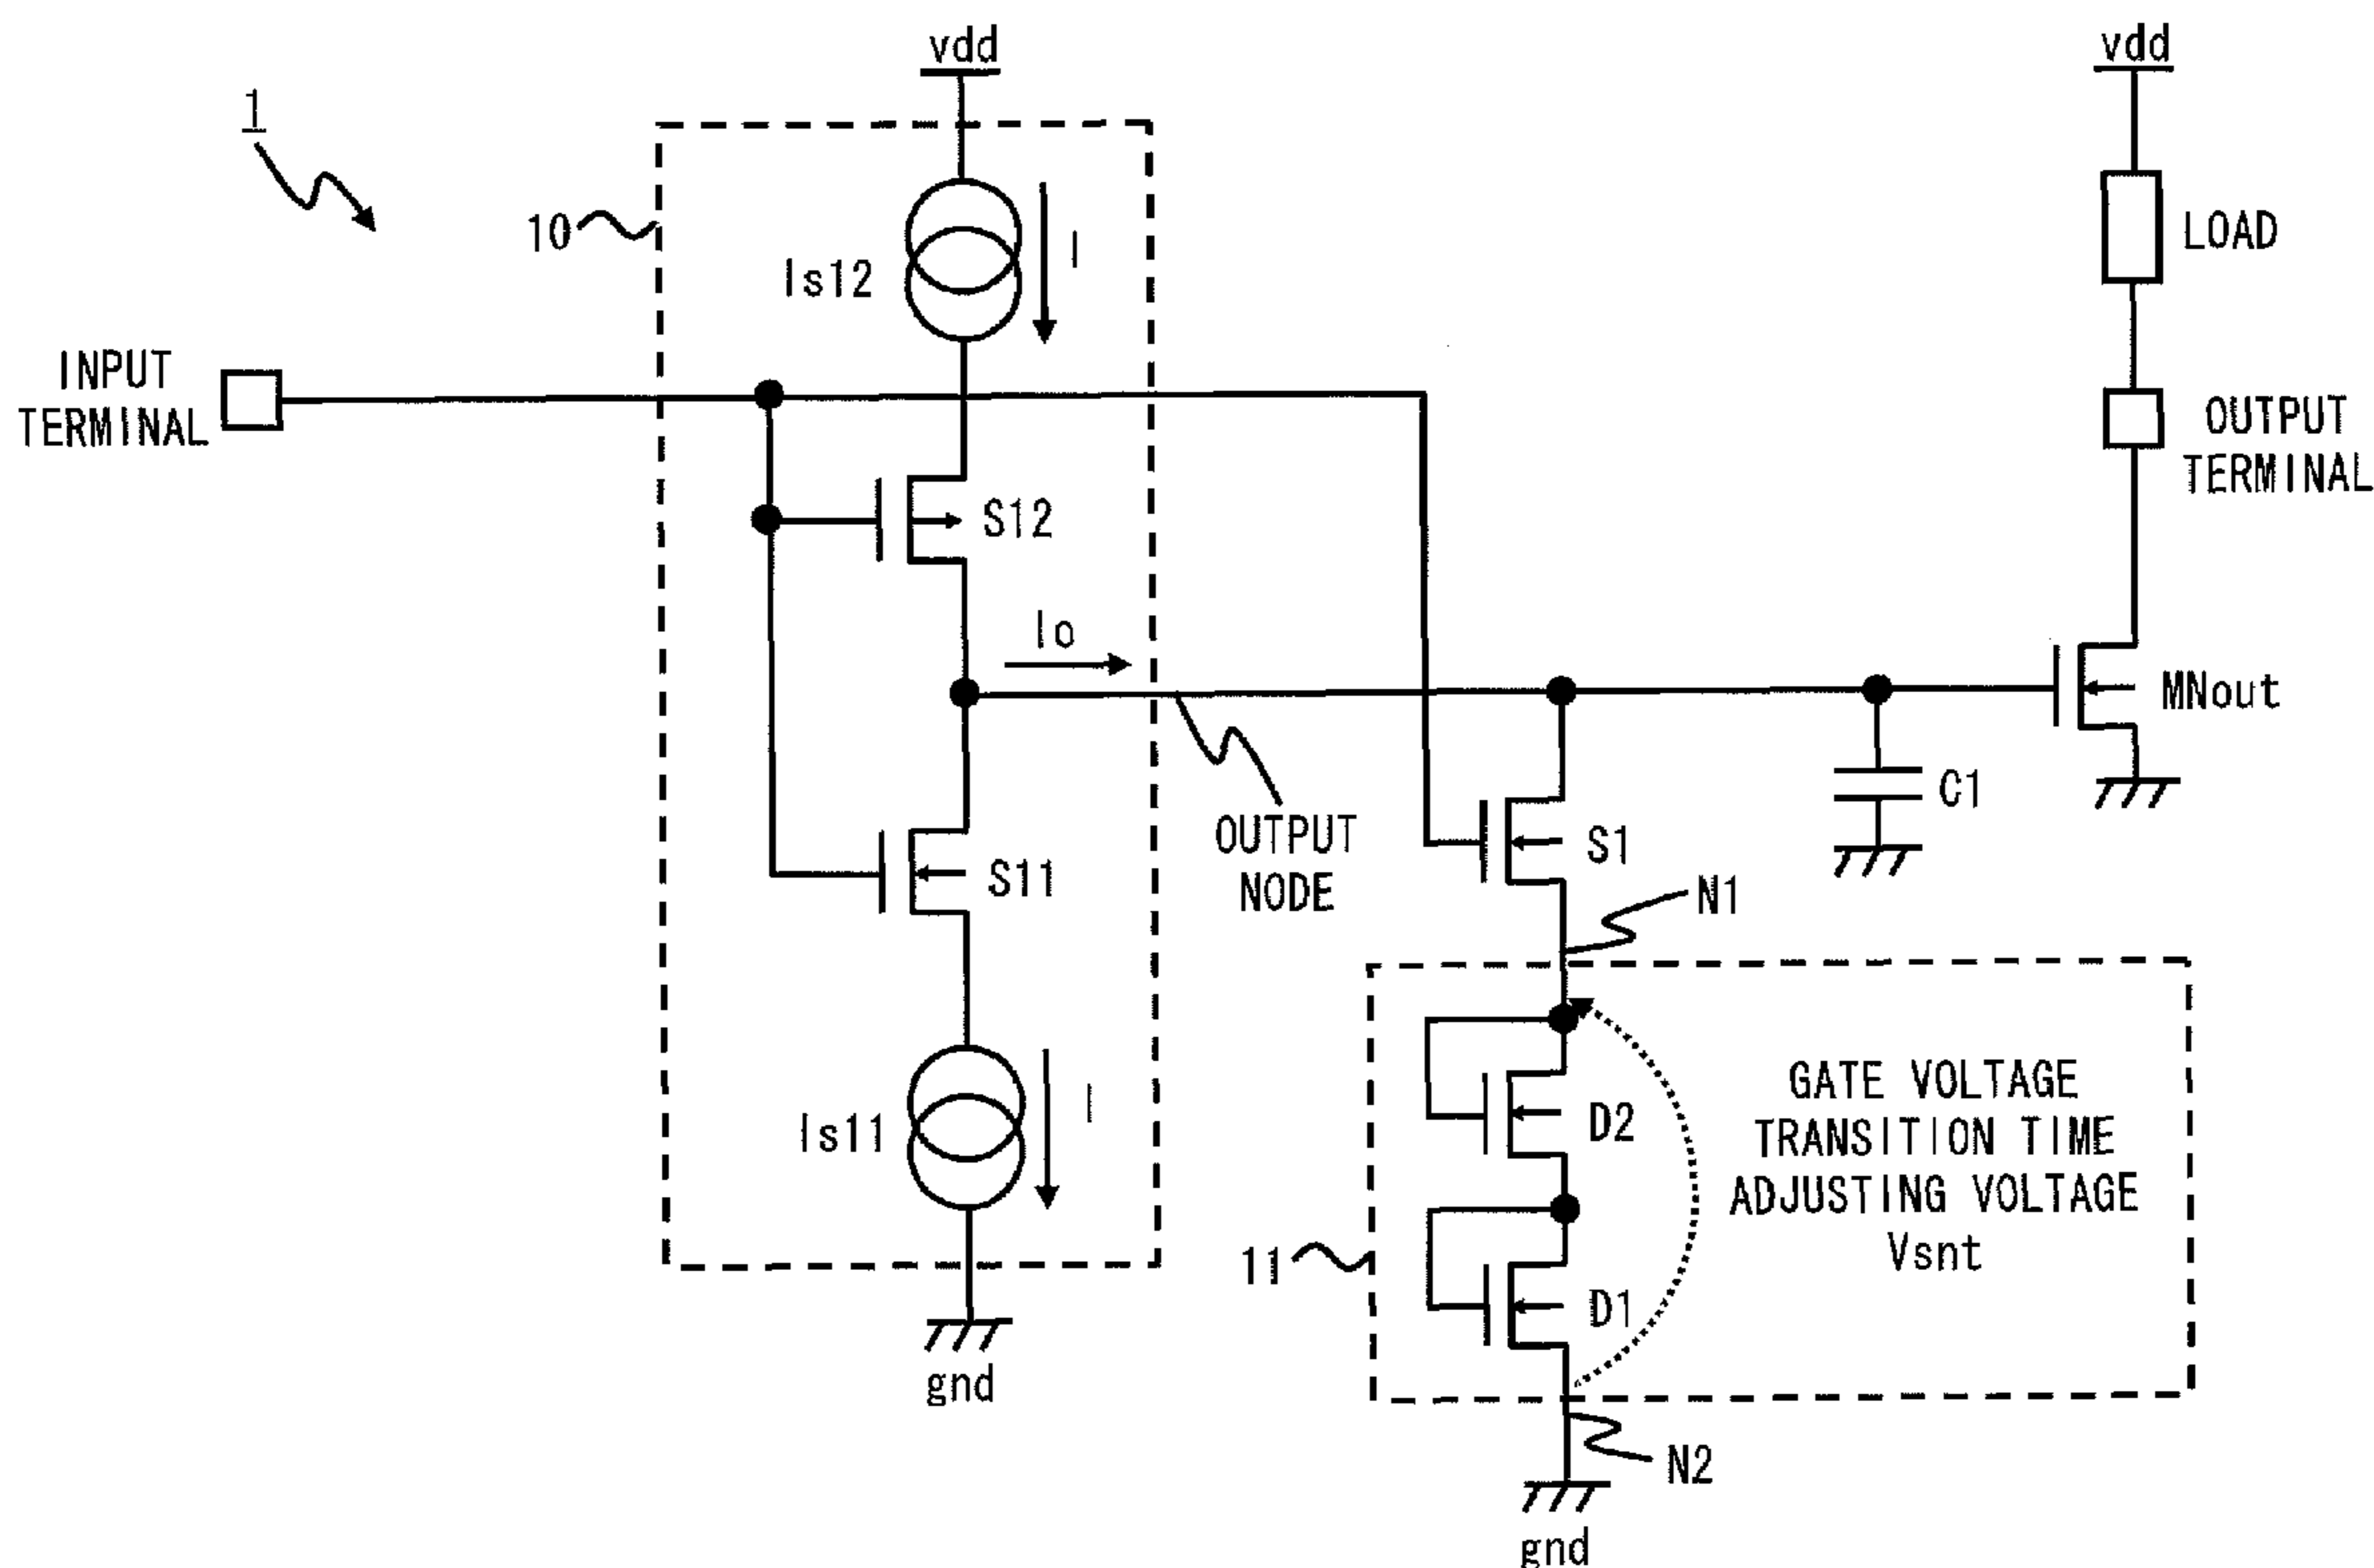 vdd
vdd
1
10
Is12
I
LOAD
INPUT
TERMINAL
OUTPUT
TERMINAL
S12
Io
MNout
C1
OUTPUT
NODE
S1
S11
N1
Is11
I
D2
GATE VOLTAGE
TRANSITION TIME
ADJUSTING VOLTAGE
Vsnt
11
D1
gnd
N2
gnd